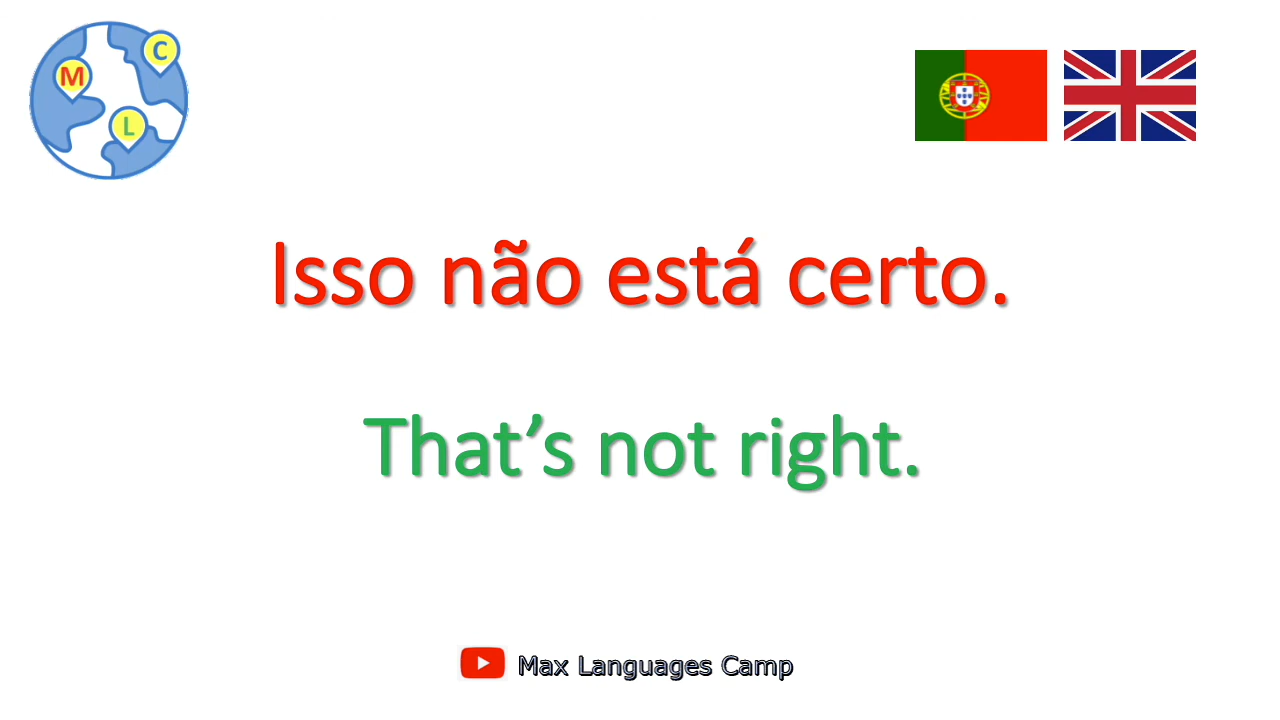 C
M
L
Isso não está certo.
That’s not right.
Max Languages Camp